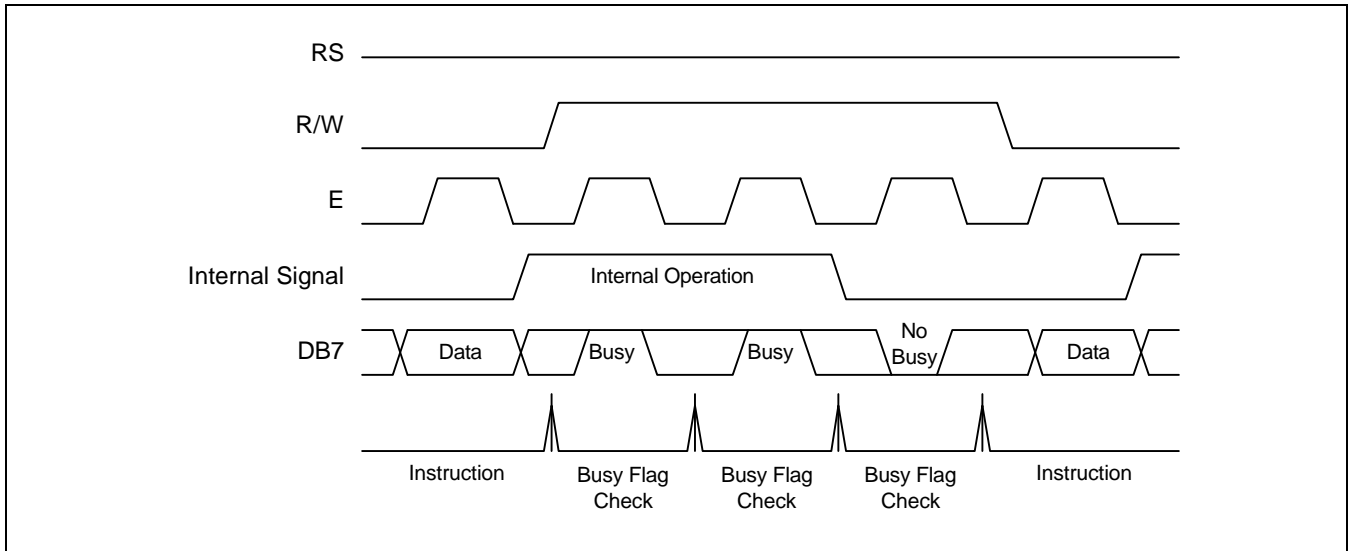 RS
R/W
E
Internal Signal
Internal Operation
DB7
Data
Busy
Busy
No
Busy
Data
Instruction
Busy Flag
Check
Busy Flag
Check
Busy Flag
Check
Instruction